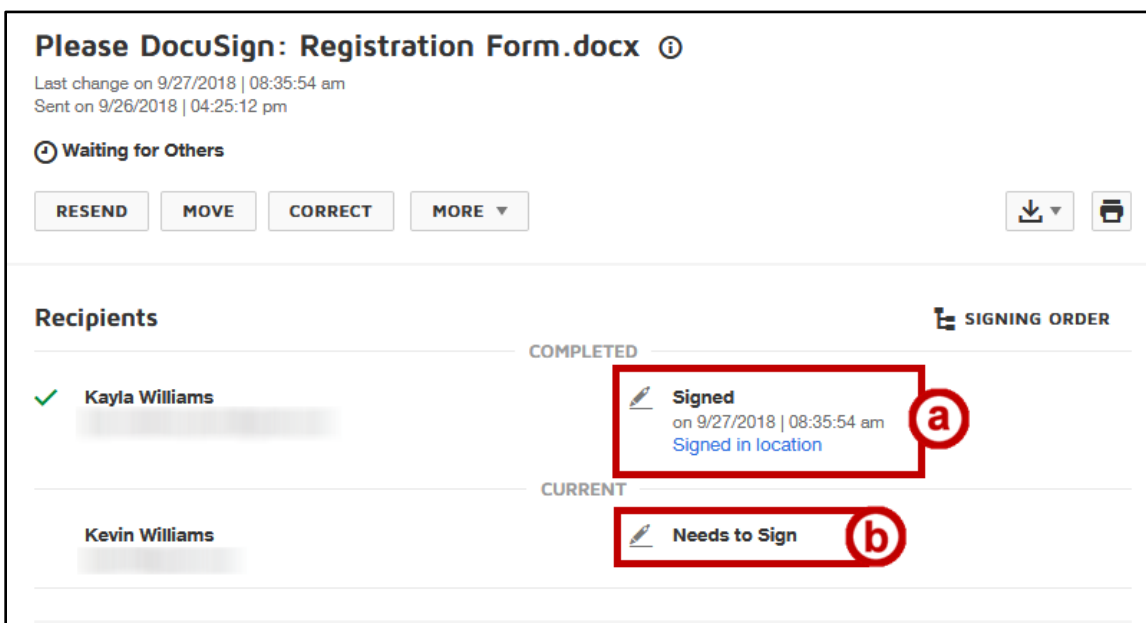 Please DocuSign: Registration Form.docx
Last change on 9/27/2018 | 08:35:54 am
Sent on 9/26/2018 | 04:25:12 pm
Waiting for Others
RESEND MOVE CORRECT MORE
Recipients SIGNING ORDER
COMPLETED
Kayla Williams Signed
on 9/27/2018 | 08:35:54 am a
Signed in location
CURRENT
Kevin Williams Needs to Sign b